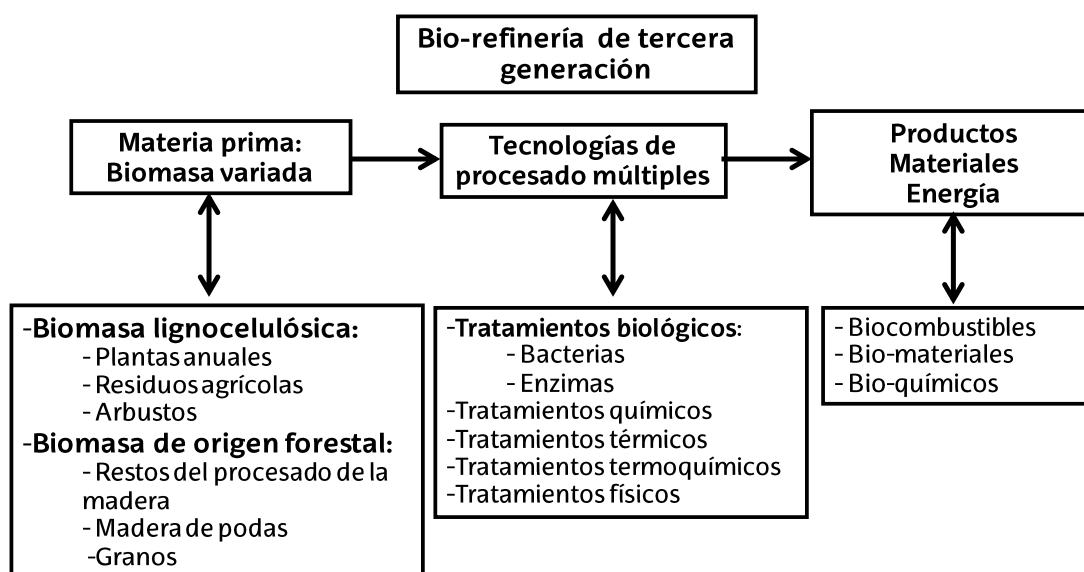 Bio-refinería de tercera
generación
Materia prima:
Biomasa variada
Tecnologías de
procesado múltiples
Productos
Materiales
Energía
-Biomasa lignocelulósica:
- Plantas anuales
- Residuos agrícolas
- Arbustos
-Biomasa de origen forestal:
- Restos del procesado de la
madera
- Madera de podas
-Granos
-Tratamientos biológicos:
- Bacterias
- Enzimas
-Tratamientos químicos
-Tratamientos térmicos
-Tratamientos termoquímicos
-Tratamientos físicos
- Biocombustibles
- Bio-materiales
- Bio-químicos